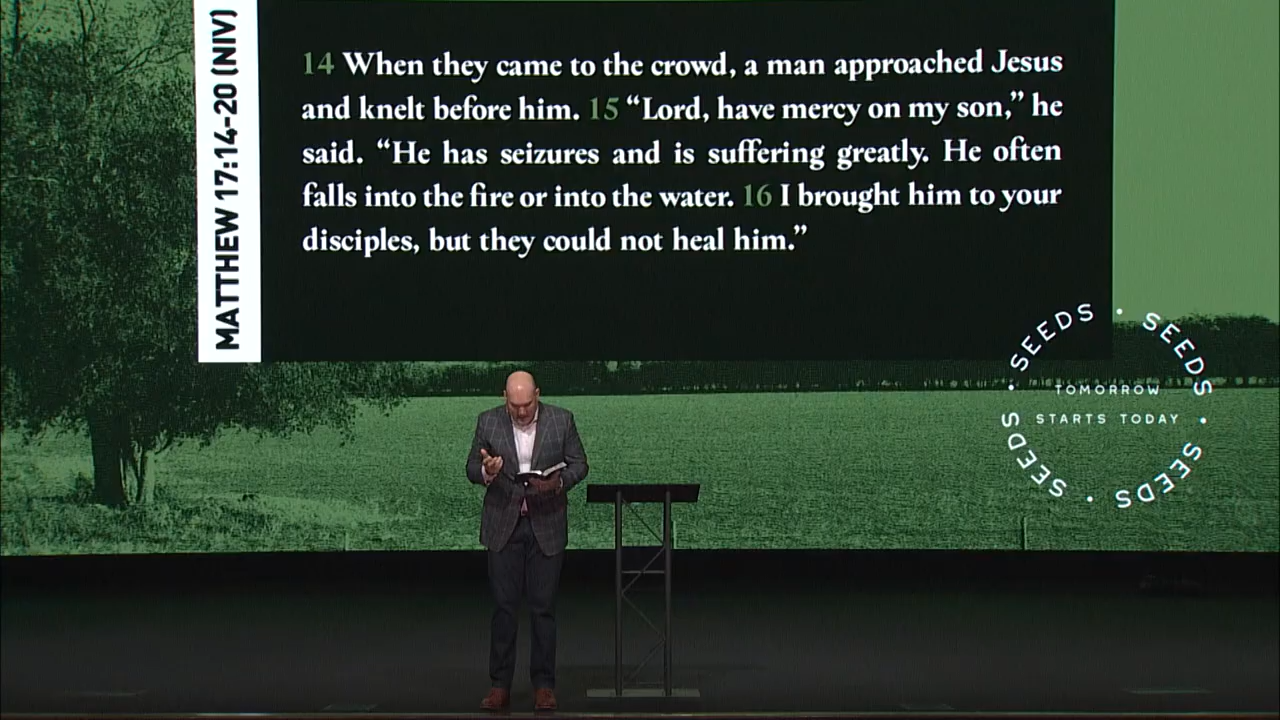 MATTHEW 17:14-20 (NIV)
14 When they came to the crowd, a man approached Jesus
and knelt before him. 15 “Lord, have mercy on my son,” he
said. “He has seizures and is suffering greatly. He often
falls into the fire or into the water. 16 I brought him to your
disciples, but they could not heal him.”
SEEDS · SEEDS · SEEDS · SEEDS ·
TOMORROW
STARTS TODAY